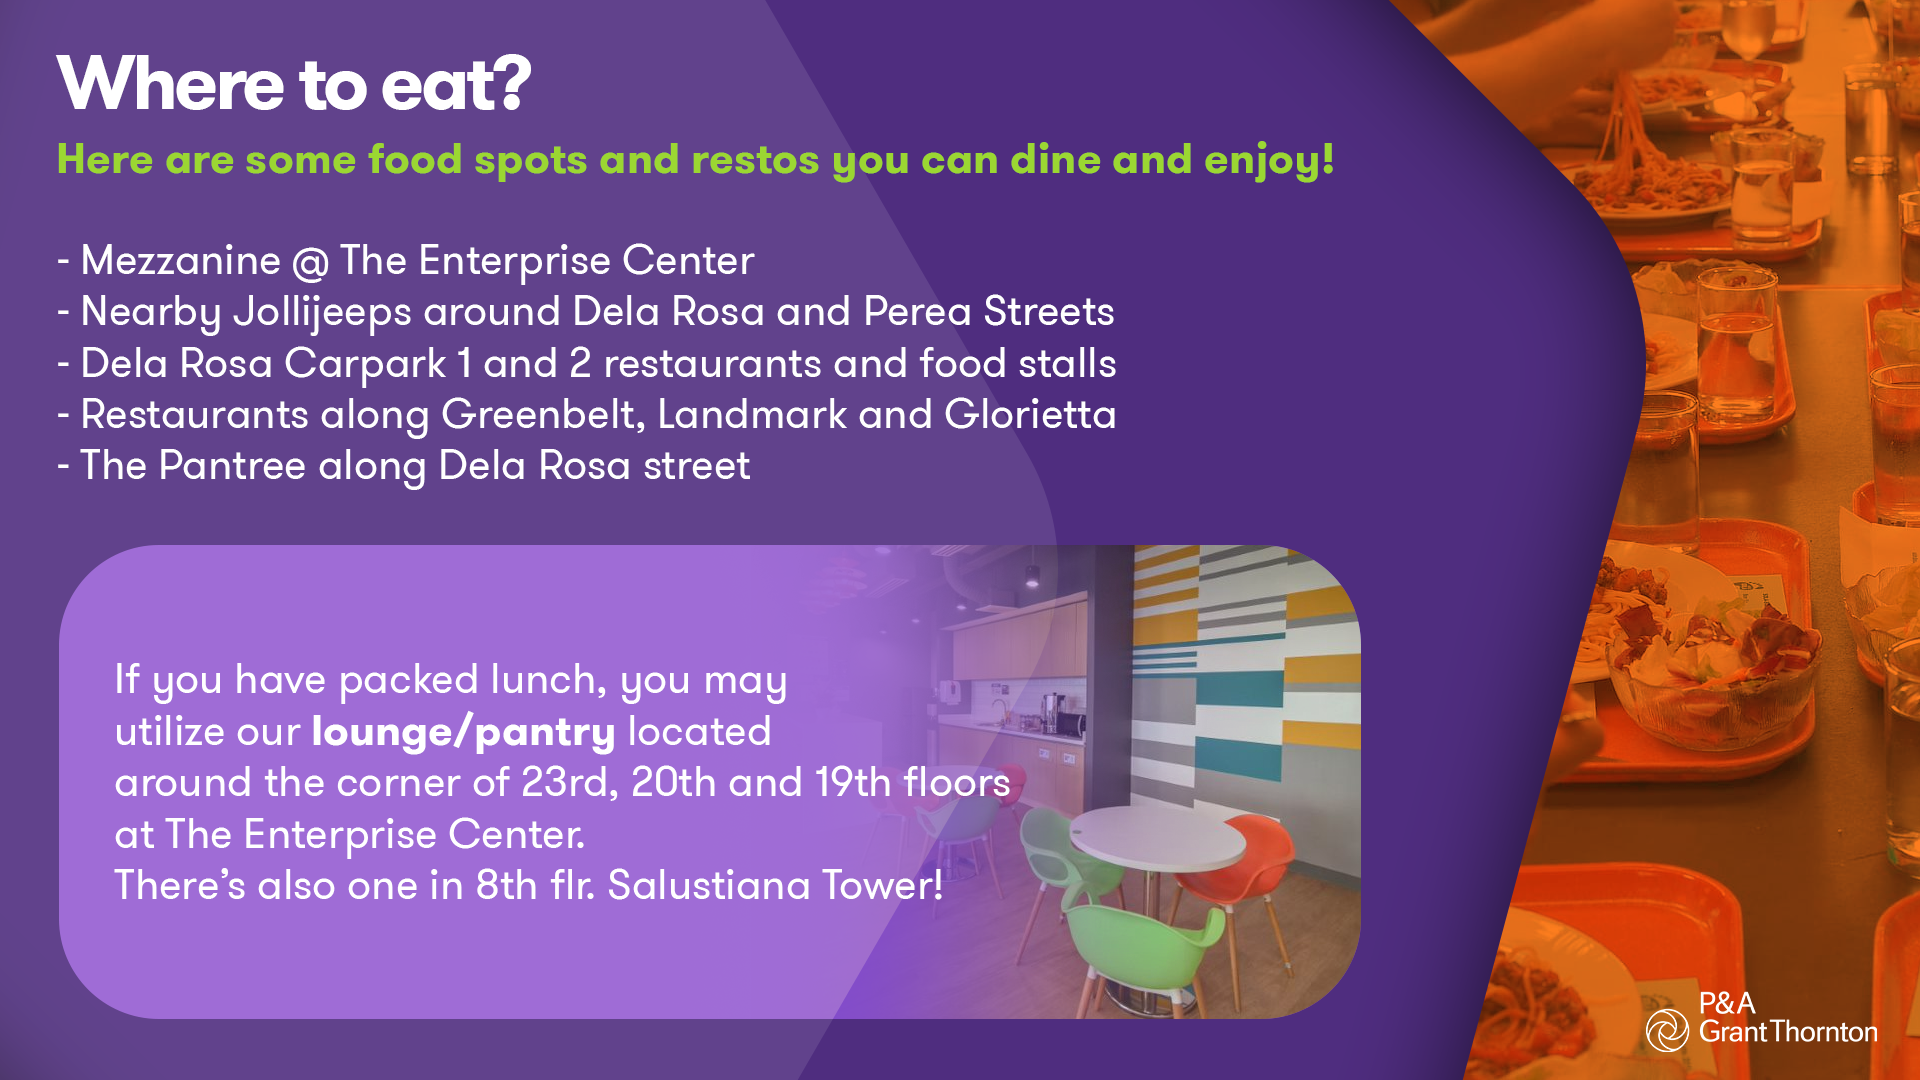 Where to eat?
Here are some food spots and restos you can dine and enjoy!
- Mezzanine @ The Enterprise Center
- Nearby Jollijeeps around Dela Rosa and Perea Streets
- Dela Rosa Carpark 1 and 2 restaurants and food stalls
- Restaurants along Greenbelt, Landmark and Glorietta
- The Pantree along Dela Rosa street
If you have packed lunch, you may
utilize our lounge/pantry located
around the corner of 23rd, 20th and 19th floors
at The Enterprise Center.
There’s also one in 8th flr. Salustiana Tower!
P&A
Grant Thornton